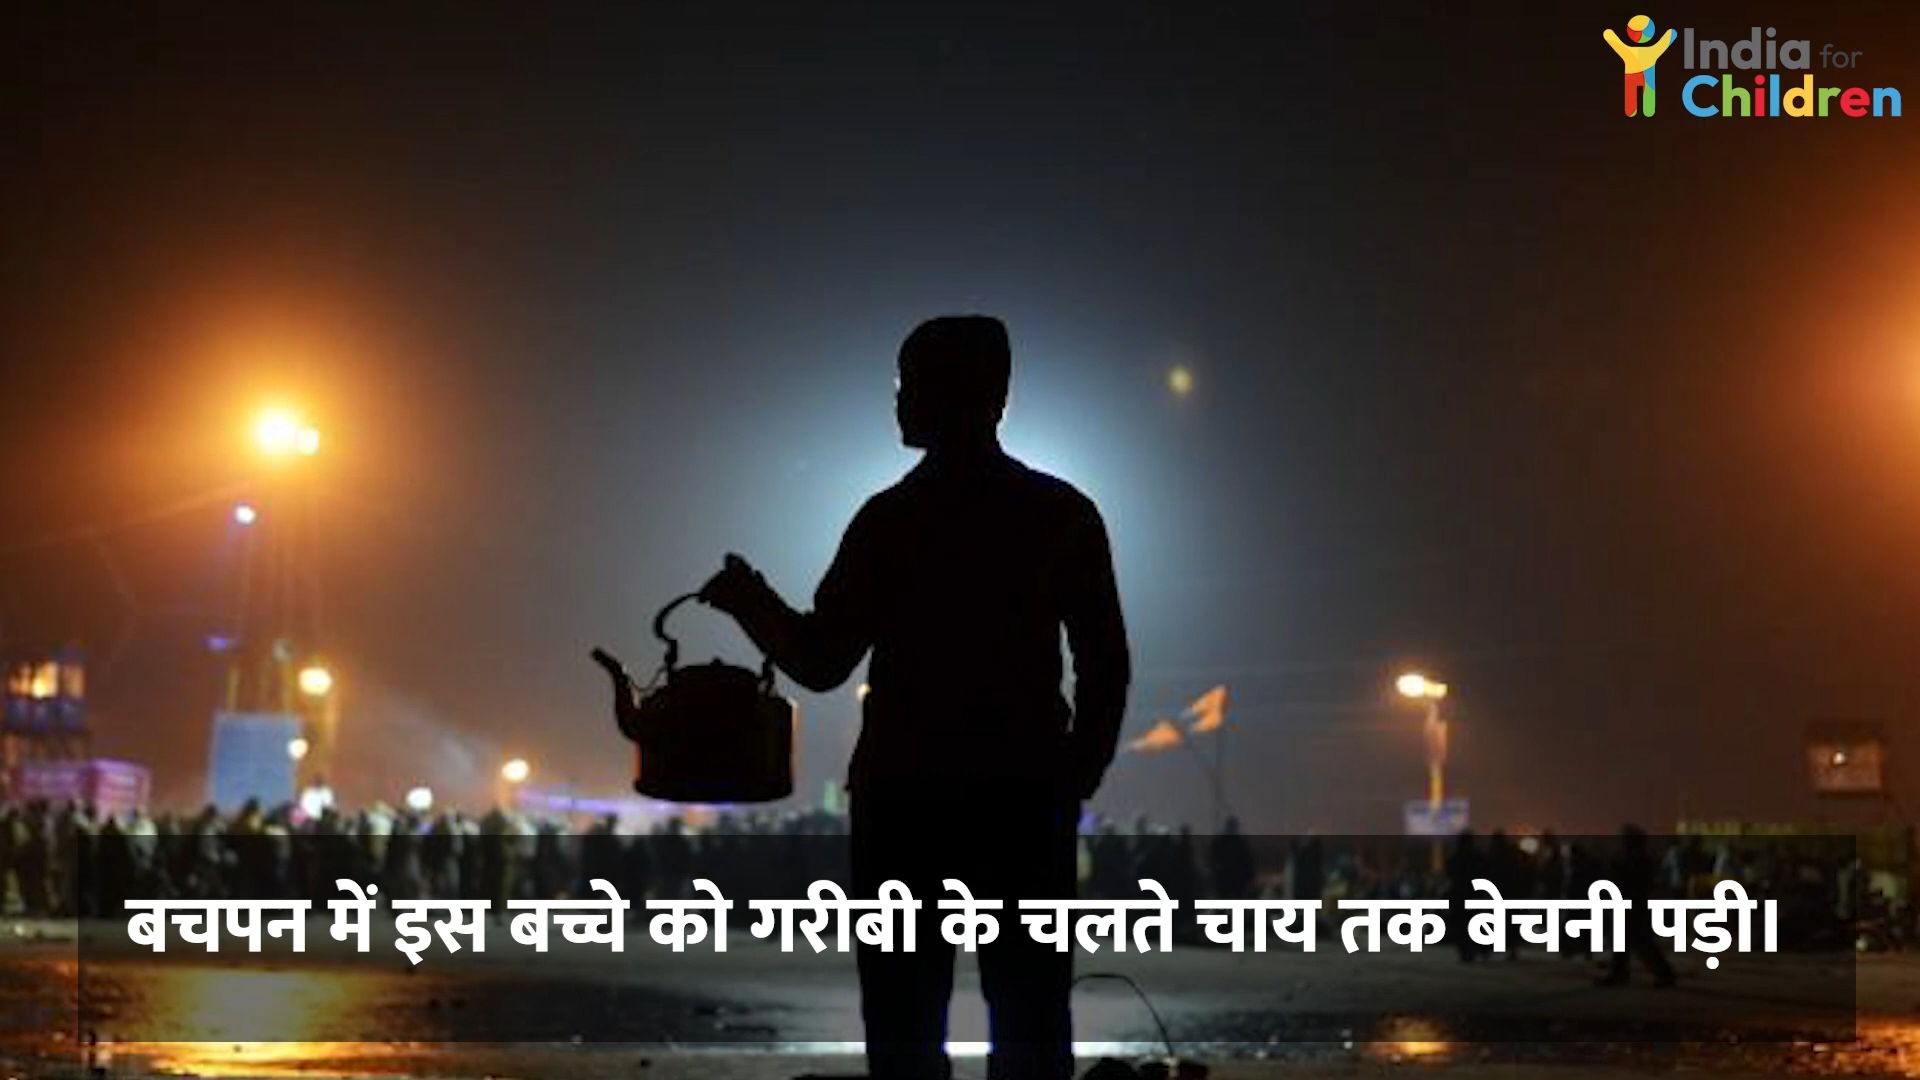 India for
Children
बचपन में इस बच्चे को गरीबी के चलते चाय तक बेचनी पड़ी।